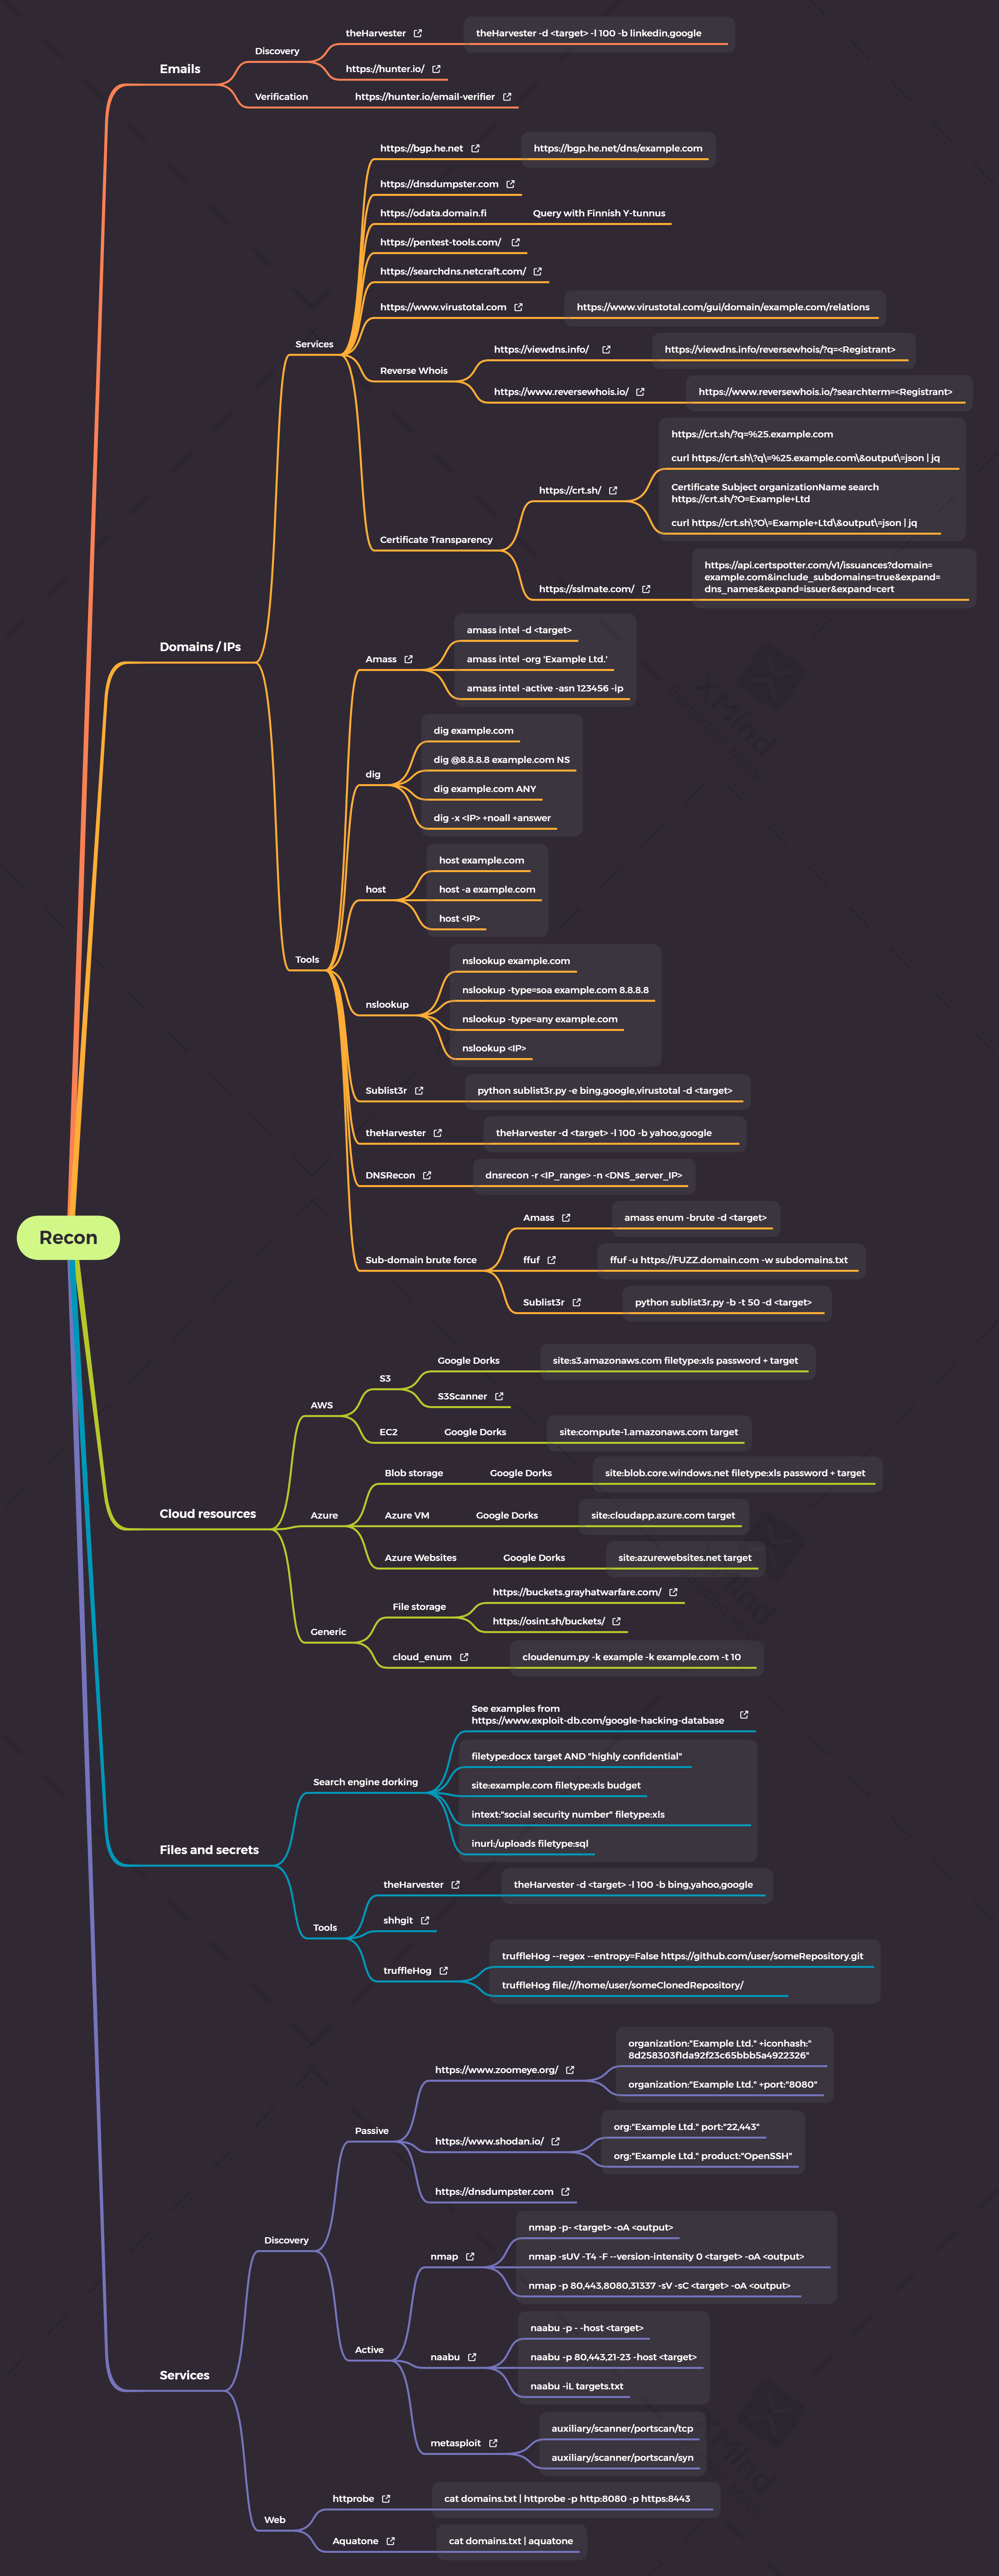 Recon
Emails
Discovery
theHarvester
theHarvester -d <target> -l 100 -b linkedin,google
https://hunter.io/
Verification
https://hunter.io/email-verifier
Domains / IPs
Services
https://bgp.he.net
https://bgp.he.net/dns/example.com
https://dnsdumpster.com
https://odata.domain.fi
Query with Finnish Y-tunnus
https://pentest-tools.com/
https://searchdns.netcraft.com/
https://www.virustotal.com
https://www.virustotal.com/gui/domain/example.com/relations
Reverse Whois
https://viewdns.info/
https://viewdns.info/reversewhois/?q=<Registrant>
https://www.reversewhois.io/
https://www.reversewhois.io/?searchterm=<Registrant>
Certificate Transparency
https://crt.sh/
https://crt.sh/?q=%25.example.com
curl https://crt.sh\?q\=%25.example.com\&output\=json | jq
Certificate Subject organizationName search
https://crt.sh/?O=Example+Ltd
curl https://crt.sh\?O\=Example+Ltd\&output\=json | jq
https://sslmate.com/
https://api.certspotter.com/v1/issuances?domain=
example.com&include_subdomains=true&expand=
dns_names&expand=issuer&expand=cert
Tools
Amass
amass intel -d <target>
amass intel -org 'Example Ltd.'
amass intel -active -asn 123456 -ip
dig
dig example.com
dig @8.8.8.8 example.com NS
dig example.com ANY
dig -x <IP> +noall +answer
host
host example.com
host -a example.com
host <IP>
nslookup
nslookup example.com
nslookup -type=soa example.com 8.8.8.8
nslookup -type=any example.com
nslookup <IP>
Sublist3r
python sublist3r.py -e bing,google,virustotal -d <target>
theHarvester
theHarvester -d <target> -l 100 -b yahoo,google
DNSRecon
dnsrecon -r <IP_range> -n <DNS_server_IP>
Sub-domain brute force
Amass
amass enum -brute -d <target>
ffuf
ffuf -u https://FUZZ.domain.com -w subdomains.txt
Sublist3r
python sublist3r.py -b -t 50 -d <target>
Cloud resources
AWS
S3
Google Dorks
site:s3.amazonaws.com filetype:xls password + target
S3Scanner
EC2
Google Dorks
site:compute-1.amazonaws.com target
Azure
Blob storage
Google Dorks
site:blob.core.windows.net filetype:xls password + target
Azure VM
Google Dorks
site:cloudapp.azure.com target
Azure Websites
Google Dorks
site:azurewebsites.net target
Generic
File storage
https://buckets.grayhatwarfare.com/
https://osint.sh/buckets/
cloud_enum
cloudenum.py -k example -k example.com -t 10
Files and secrets
Search engine dorking
See examples from
https://www.exploit-db.com/google-hacking-database
filetype:docx target AND "highly confidential"
site:example.com filetype:xls budget
intext:"social security number" filetype:xls
inurl:/uploads filetype:sql
Tools
theHarvester
theHarvester -d <target> -l 100 -b bing,yahoo,google
shhgit
truffleHog
truffleHog --regex --entropy=False https://github.com/user/someRepository.git
truffleHog file:///home/user/someClonedRepository/
Services
Discovery
Passive
https://www.zoomeye.org/
organization:"Example Ltd." +iconhash:"
8d258303f1da92f23c65bbb5a4922326"
organization:"Example Ltd." +port:"8080"
https://www.shodan.io/
org:"Example Ltd." port:"22,443"
org:"Example Ltd." product:"OpenSSH"
https://dnsdumpster.com
Active
nmap
nmap -p- <target> -oA <output>
nmap -sUV -T4 -F --version-intensity 0 <target> -oA <output>
nmap -p 80,443,8080,31337 -sV -sC <target> -oA <output>
naabu
naabu -p - -host <target>
naabu -p 80,443,21-23 -host <target>
naabu -iL targets.txt
metasploit
auxiliary/scanner/portscan/tcp
auxiliary/scanner/portscan/syn
Web
httprobe
cat domains.txt | httprobe -p http:8080 -p https:8443
Aquatone
cat domains.txt | aquatone
XMind
Evaluation Mode